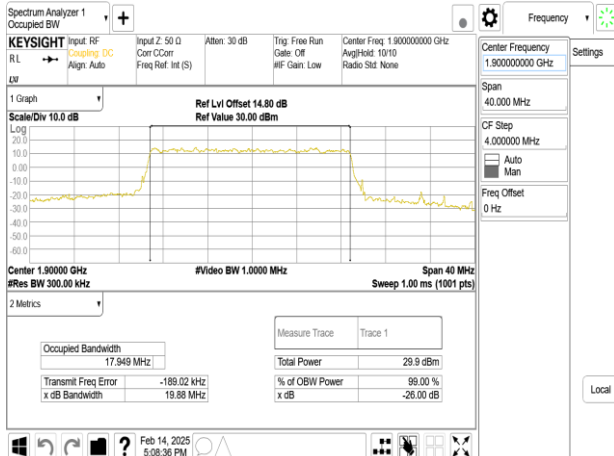 Spectrum Analyzer 1
Occupied BW
+
Frequency
KEYSIGHT
RL
LXI
Input: RF
Coupling: DC
Align: Auto
Input Z: 50 Ω
Corr CCorr
Freq Ref: Int (S)
Atten: 30 dB
Trig: Free Run
Gate: Off
#IF Gain: Low
Center Freq: 1.900000000 GHz
Avg|Hold: 10/10
Radio Std: None
Center Frequency
1.900000000 GHz
Settings
Span
40.000 MHz
CF Step
4.000000 MHz
Auto
Man
Freq Offset
0 Hz
Local
1 Graph
Scale/Div 10.0 dB
Ref Lvl Offset 14.80 dB
Ref Value 30.00 dBm
Log
20.0
10.0
0.00
-10.0
-20.0
-30.0
-40.0
-50.0
-60.0
Center 1.90000 GHz
#Res BW 300.00 kHz
#Video BW 1.0000 MHz
Span 40 MHz
Sweep 1.00 ms (1001 pts)
2 Metrics
Occupied Bandwidth
17.949 MHz
Transmit Freq Error -189.02 kHz
x dB Bandwidth 19.88 MHz
Measure Trace Trace 1
Total Power 29.9 dBm
% of OBW Power 99.00 %
x dB -26.00 dB
?
Feb 14, 2025
5:08:36 PM